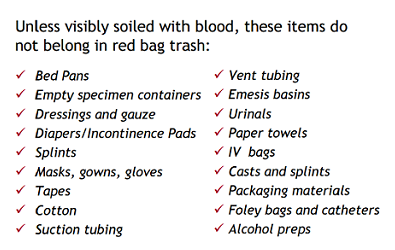 Unless visibly soiled with blood, these items do
not belong in red bag trash:
✓ Bed Pans
✓ Empty specimen containers
✓ Dressings and gauze
✓ Diapers/Incontinence Pads
✓ Splints
✓ Masks, gowns, gloves
✓ Tapes
✓ Cotton
✓ Suction tubing
✓ Vent tubing
✓ Emesis basins
✓ Urinals
✓ Paper towels
✓ IV bags
✓ Casts and splints
✓ Packaging materials
✓ Foley bags and catheters
✓ Alcohol preps